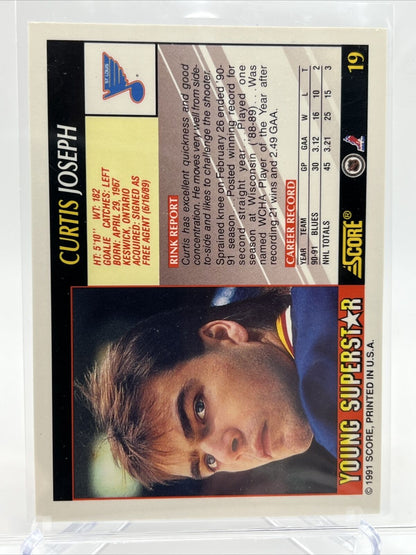 CURTIS JOSEPH
19
ST. LOUIS
HT: 5'10" WT: 182
GOALIE CATCHES: LEFT
BORN: APRIL 29, 1967
KESWICK, ONTARIO
ACQUIRED: SIGNED AS
FREE AGENT (6/16/89)
RINK REPORT
Curtis has excellent quickness and good
concentration. He moves very well from side-
to-side and likes to challenge the shooter.
Sprained knee on February 26 ended '90-
91 season . Posted winning record for
second straight year . Played one
season at Wisconsin ('88-89) . Was
named WCHA Player of the Year after
recording 21 wins and 2.49 GAA.
CAREER RECORD
YEAR TEAM GP GAA W L T
90-91 BLUES 30 3.12 16 10 2
NHL TOTALS 45 3.21 25 15 3
SCORE®
YOUNG SUPERSTAR
© 1991 SCORE, PRINTED IN U.S.A.